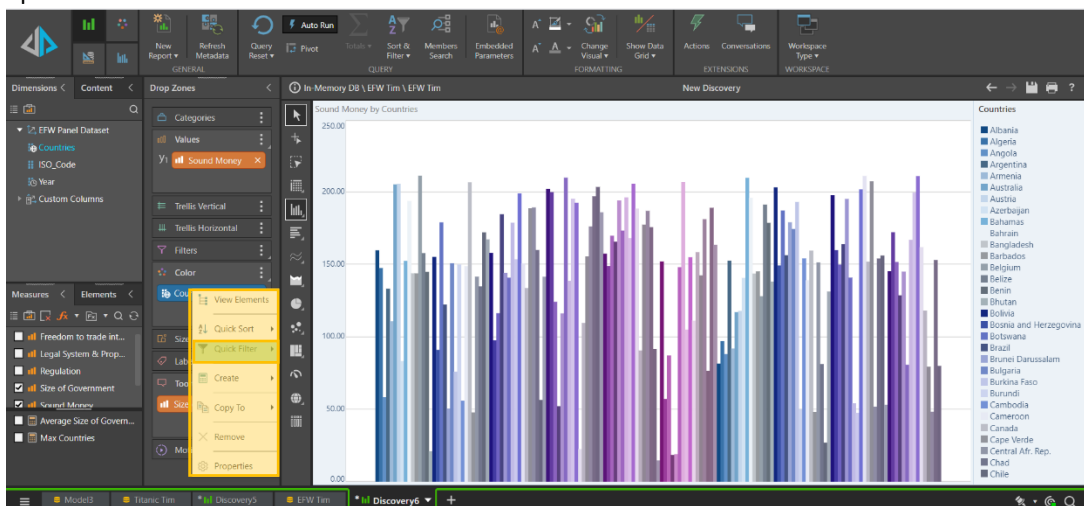 New Report
Refresh Metadata
Query Reset
Auto Run
Pivot
Totals
Sort & Filter
Members Search
Embedded Parameters
Change Visual
Show Data Grid
Actions
Conversations
Workspace Type
GENERAL
QUERY
FORMATTING
EXTENSIONS
WORKSPACE
Dimensions
Content
Drop Zones
In-Memory DB \ EFW Tim \ EFW Tim
New Discovery
EFW Panel Dataset
Countries
ISO_Code
Year
Custom Columns
Measures
Elements
Freedom to trade int...
Legal System & Prop...
Regulation
Size of Government
Sound Money
Average Size of Govern...
Max Countries
Categories
Values
Y1 Sound Money
Trellis Vertical
Trellis Horizontal
Filters
Color
Cou
Size
Lab
Too
Size
Mo
View Elements
Quick Sort
Quick Filter
Create
Copy To
Remove
Properties
Sound Money by Countries
250.00
200.00
150.00
100.00
50.00
0.00
Countries
Albania
Algeria
Angola
Argentina
Armenia
Australia
Austria
Azerbaijan
Bahamas
Bahrain
Bangladesh
Barbados
Belgium
Belize
Benin
Bhutan
Bolivia
Bosnia and Herzegovina
Botswana
Brazil
Brunei Darussalam
Bulgaria
Burkina Faso
Burundi
Cambodia
Cameroon
Canada
Cape Verde
Central Afr. Rep.
Chad
Chile
Model3
Titanic Tim
Discovery5
EFW Tim
Discovery6